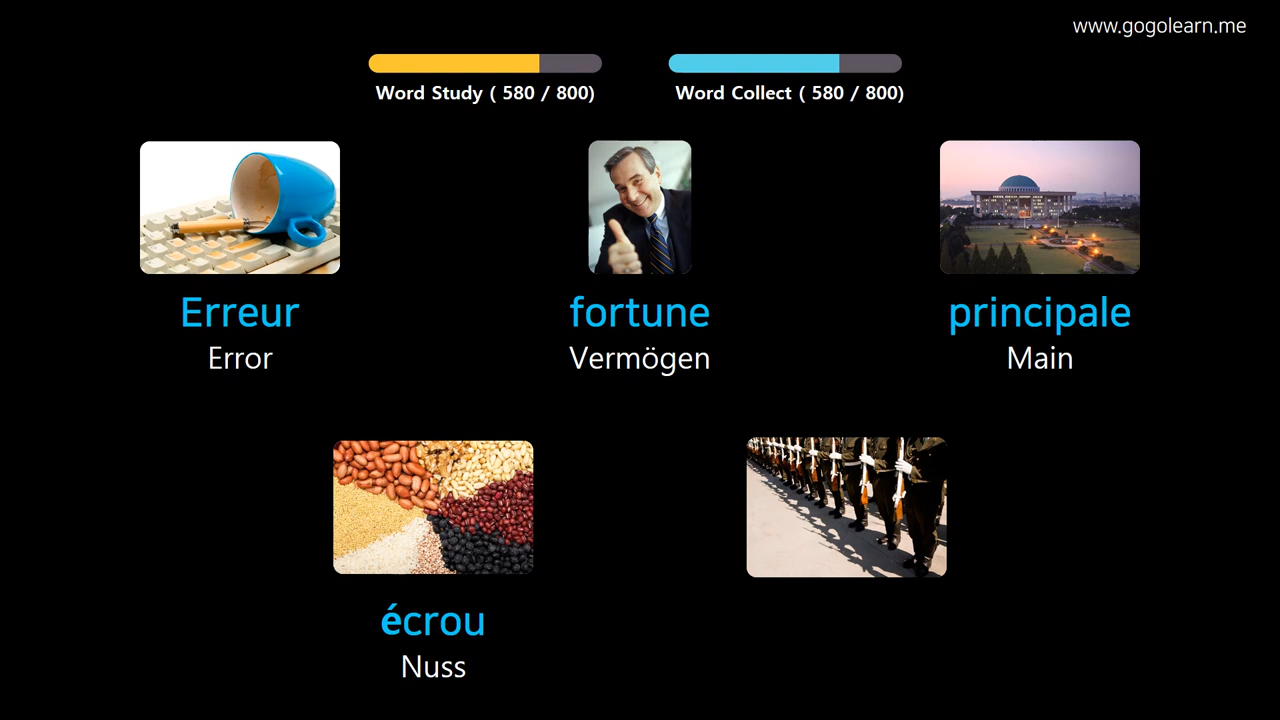 www.gogolearn.me
Word Study ( 580 / 800)
Word Collect ( 580 / 800)
Erreur
Error
fortune
Vermögen
principale
Main
écrou
Nuss